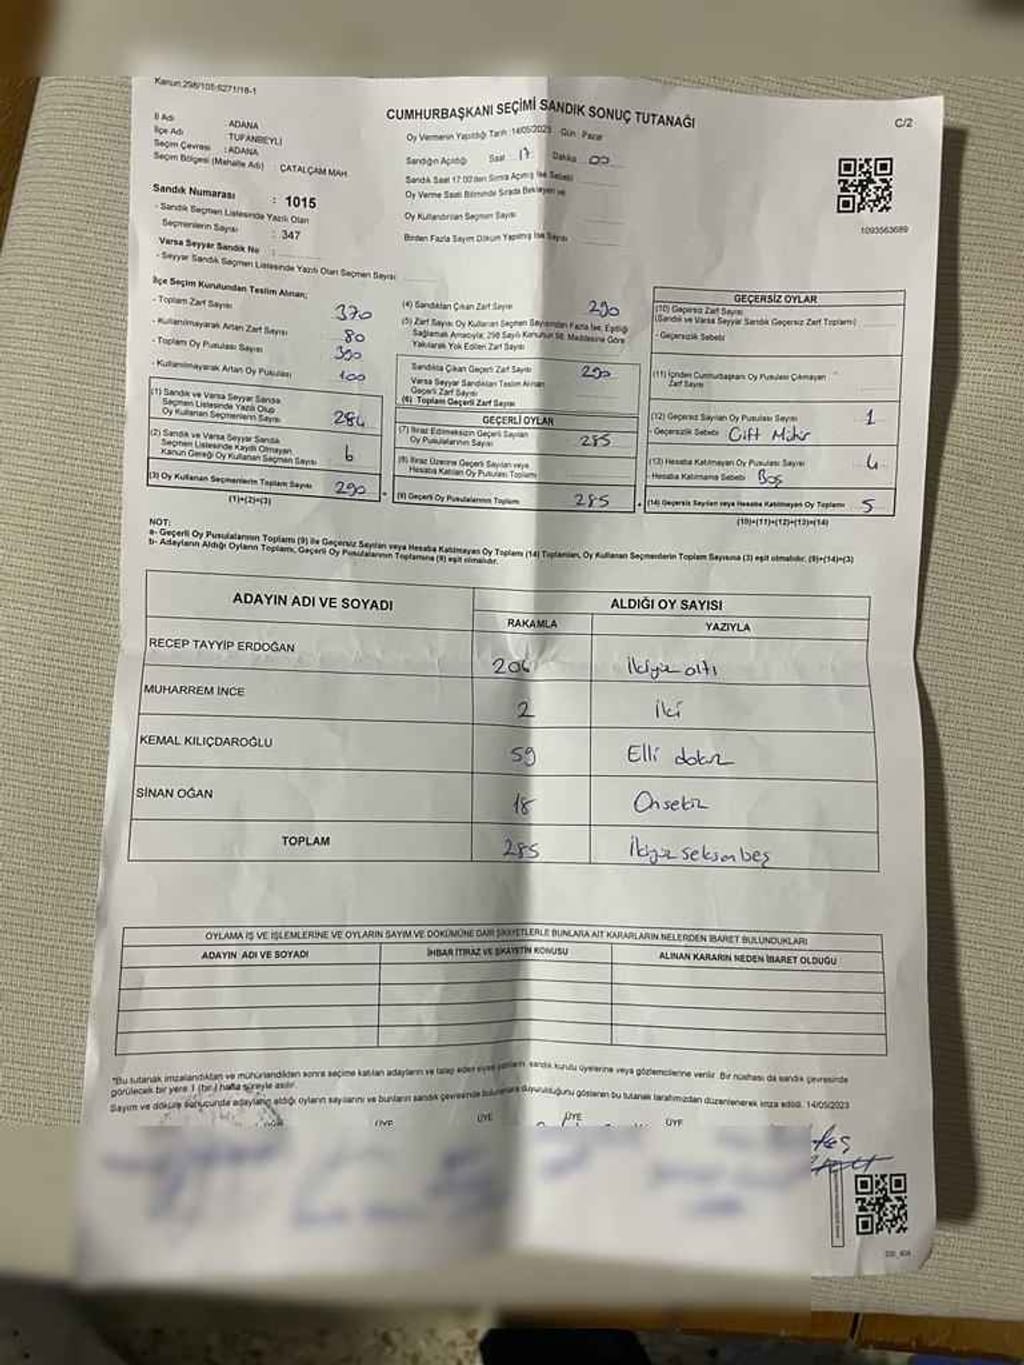 Kanun:298/105:6271/18-1
CUMHURBAŞKANI SEÇİMİ SANDIK SONUÇ TUTANAĞI
C/2
İl Adı : ADANA
İlçe Adı TUFANBEYLİ
Seçim Çevresi : ADANA
Seçim Bölgesi (Mahalle Adı) ÇATALÇAM MAH.
Oy Vermenin Yapıldığı Tarih :14/05/2023 Gün : Pazar
Sandığın Açıldığı Saat 17 Dakika 00
Sandık Saat 17:00'den Sonra Açılmış İse Sebebi
Oy Verme Saati Bitiminde Sırada Bekleyen ve
Oy Kullandırılan Seçmen Sayısı
Birden Fazla Sayım Döküm Yapılmış İse Sayısı
1093563689
Sandık Numarası : 1015
- Sandık Seçmen Listesinde Yazılı Olan
Seçmenlerin Sayısı : 347
Varsa Seyyar Sandık No :
- Seyyar Sandık Seçmen Listesinde Yazılı Olan Seçmen Sayısı
İlçe Seçim Kurulundan Teslim Alınan;
- Toplam Zarf Sayısı 370
- Kullanılmayarak Artan Zarf Sayısı 80
- Toplam Oy Pusulası Sayısı
- Kullanılmayarak Artan Oy Pusulası 100
(1) Sandık ve Varsa Seyyar Sandık
Seçmen Listesinde Yazılı Olup
Oy Kullanan Seçmenlerin Sayısı 284
(2) Sandık ve Varsa Seyyar Sandık
Seçmen Listesinde Kayıtlı Olmayan
Kanun Gereği Oy Kullanan Seçmen Sayısı 6
(3) Oy Kullanan Seçmenlerin Toplam Sayısı 290
(1)+(2)=(3)
(4) Sandıktan Çıkan Zarf Sayısı 290
(5) Zarf Sayısı Oy Kullanan Seçmen Sayısından Fazla İse, Eşitliği
Sağlamak Amacıyla, 298 Sayılı Kanunun 98. Maddesine Göre
Yakılarak Yok Edilen Zarf Sayısı
Sandıkta Çıkan Geçerli Zarf Sayısı 290
Varsa Seyyar Sandıktan Teslim Alınan
Geçerli Zarf Sayısı
(6) Toplam Geçerli Zarf Sayısı
GEÇERLİ OYLAR
(7) İtiraz Edilmeksizin Geçerli Sayılan
Oy Pusulalarının Sayısı 285
(8) İtiraz Üzerine Geçerli Sayılan veya
Hesaba Katılan Oy Pusulası Toplamı
(9) Geçerli Oy Pusulalarının Toplamı 285
GEÇERSİZ OYLAR
(10) Geçersiz Zarf Sayısı
(Sandık ve Varsa Seyyar Sandık Geçersiz Zarf Toplamı)
- Geçersizlik Sebebi
(11) İçinden Cumhurbaşkanı Oy Pusulası Çıkmayan
Zarf Sayısı
(12) Geçersiz Sayılan Oy Pusulası Sayısı 1
- Geçersizlik Sebebi Çift Mühür
(13) Hesaba Katılmayan Oy Pusulası Sayısı 4
- Hesaba Katılmama Sebebi Boş
(14) Geçersiz Sayılan veya Hesaba Katılmayan Oy Toplamı 5
(10)+(11)+(12)+(13)=(14)
NOT:
a- Geçerli Oy Pusulalarının Toplamı (9) ile Geçersiz Sayılan veya Hesaba Katılmayan Oy Toplamı (14) Toplamları, Oy Kullanan Seçmenlerin Toplam Sayısına (3) eşit olmalıdır. (9)+(14)=(3)
b- Adayların Aldığı Oyların Toplamı, Geçerli Oy Pusulalarının Toplamına (9) eşit olmalıdır.
ADAYIN ADI VE SOYADI ALDIĞI OY SAYISI
RAKAMLA YAZIYLA
RECEP TAYYİP ERDOĞAN 206 İkiyüz altı
MUHARREM İNCE 2 İki
KEMAL KILIÇDAROĞLU 59 Elli dokuz
SİNAN OĞAN 18 Onsekiz
TOPLAM 285 İkiyüz seksen beş
OYLAMA İŞ VE İŞLEMLERİNE VE OYLARIN SAYIM VE DÖKÜMÜNE DAİR ŞİKAYETLERLE BUNLARA AİT KARARLARIN NELERDEN İBARET BULUNDUKLARI
ADAYIN ADI VE SOYADI İHBAR İTİRAZ VE ŞİKAYETİN KONUSU ALINAN KARARIN NEDEN İBARET OLDUĞU
*Bu tutanak imzalandıktan ve mühürlendikten sonra seçime katılan adayların ve talep eden siyasi partilerin, sandık kurulu üyelerine veya gözlemcilerine verilir. Bir nüshası da sandık çevresinde
görülecek bir yere 1 (bir) hafta süreyle asılır.
Sayım ve döküm sonucunda adayların aldığı oyların sayılarını ve bunların sandık çevresinde bulunanlara duyurulduğunu gösteren bu tutanak tarafımızdan düzenlenerek imza edildi. 14/05/2023
ÜYE ÜYE ÜYE ÜYE